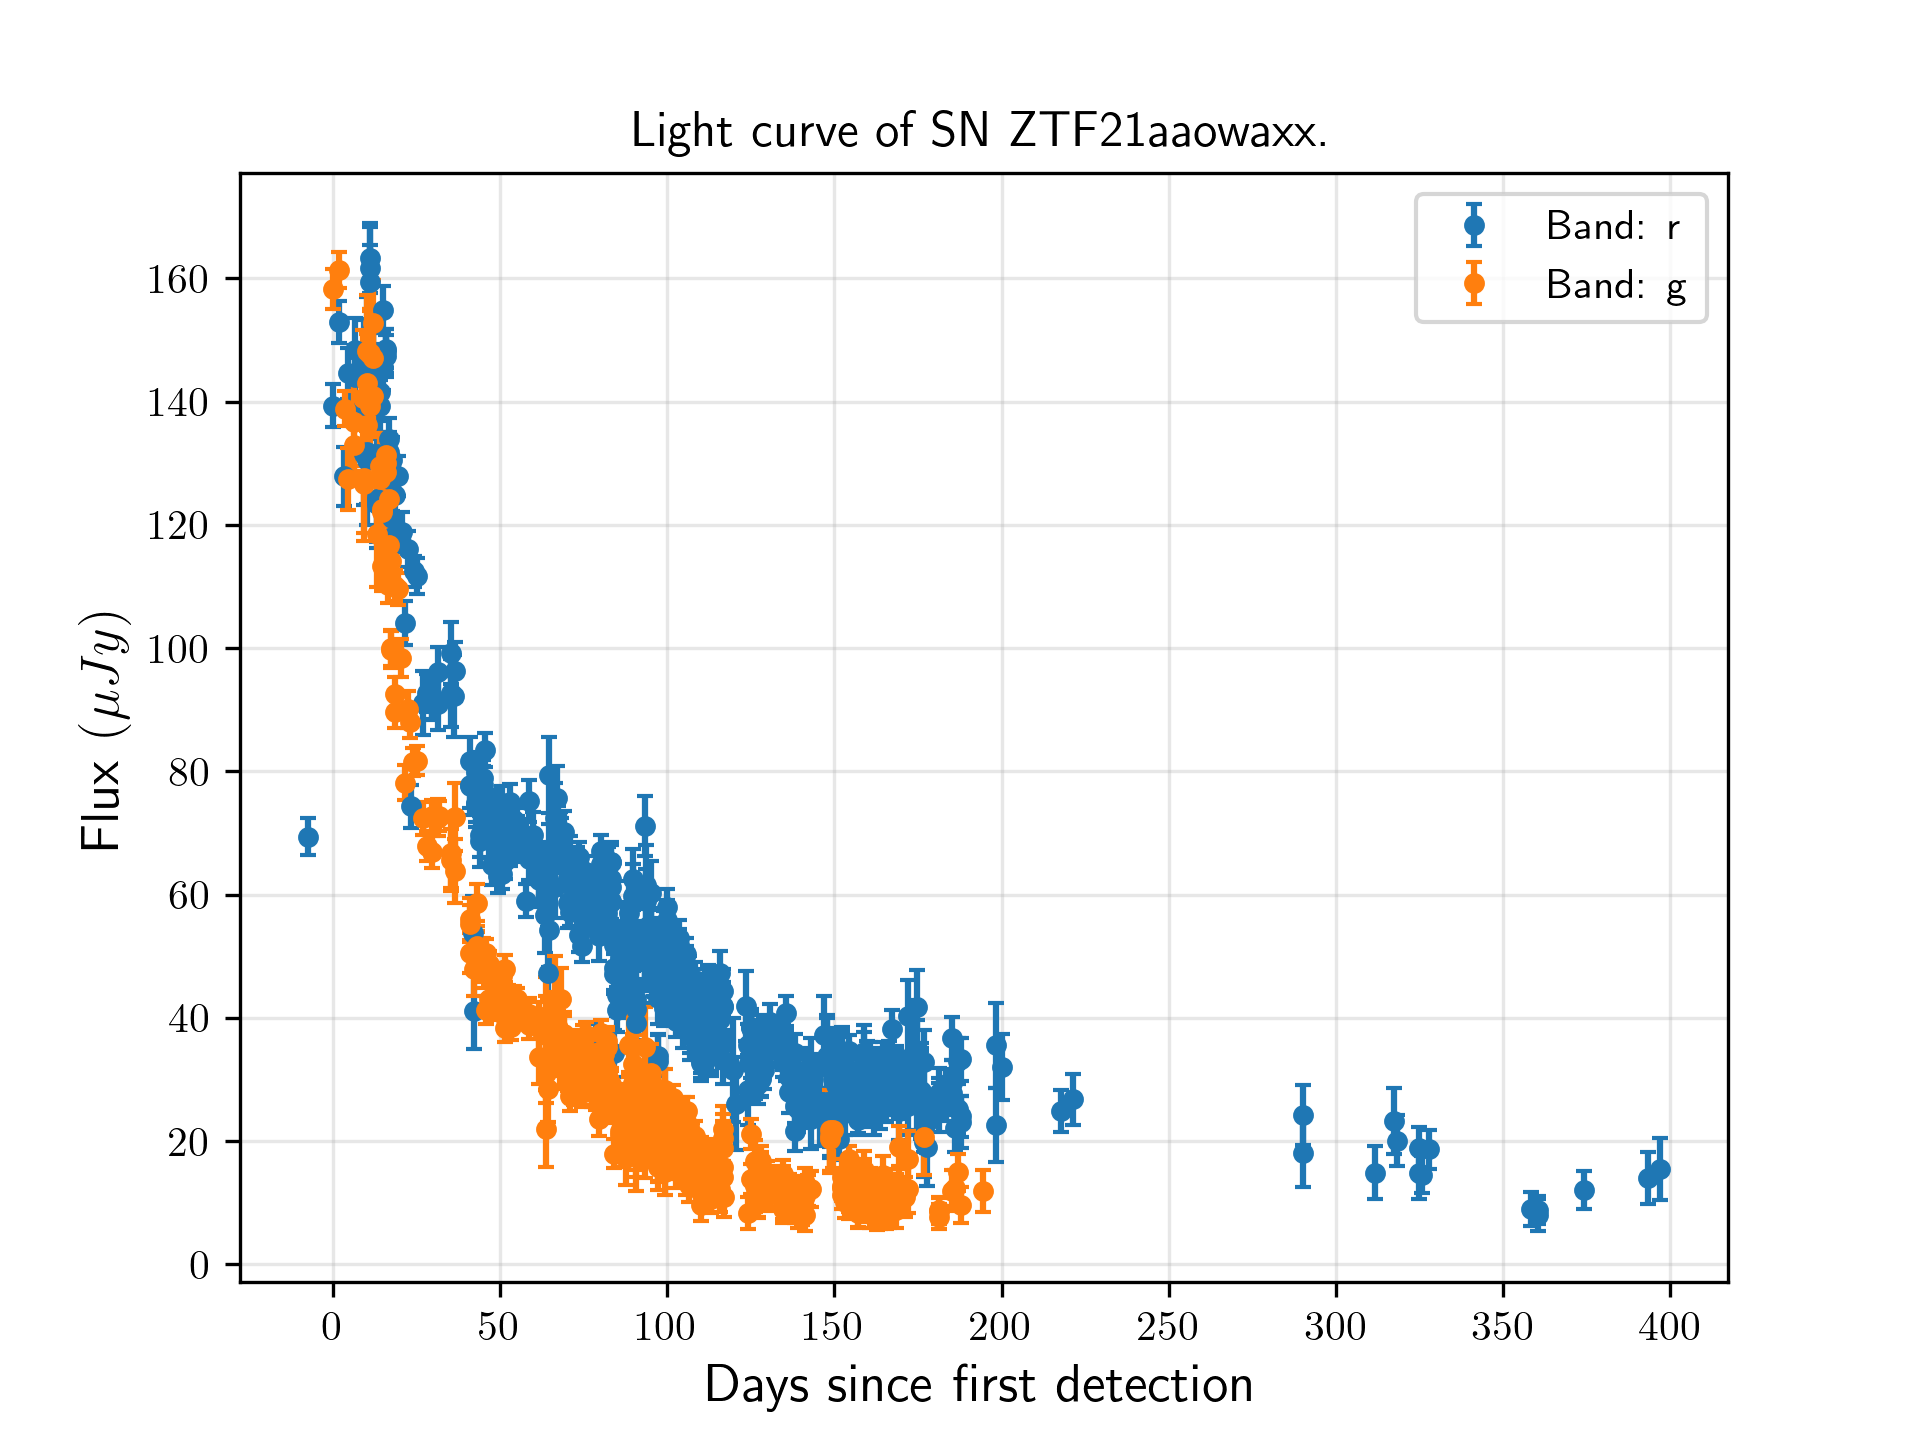 Light curve of SN ZTF21aaowaxx.
Band: r
Band: g
Flux (μJy)
160
140
120
100
80
60
40
20
0
0 50 100 150 200 250 300 350 400
Days since first detection